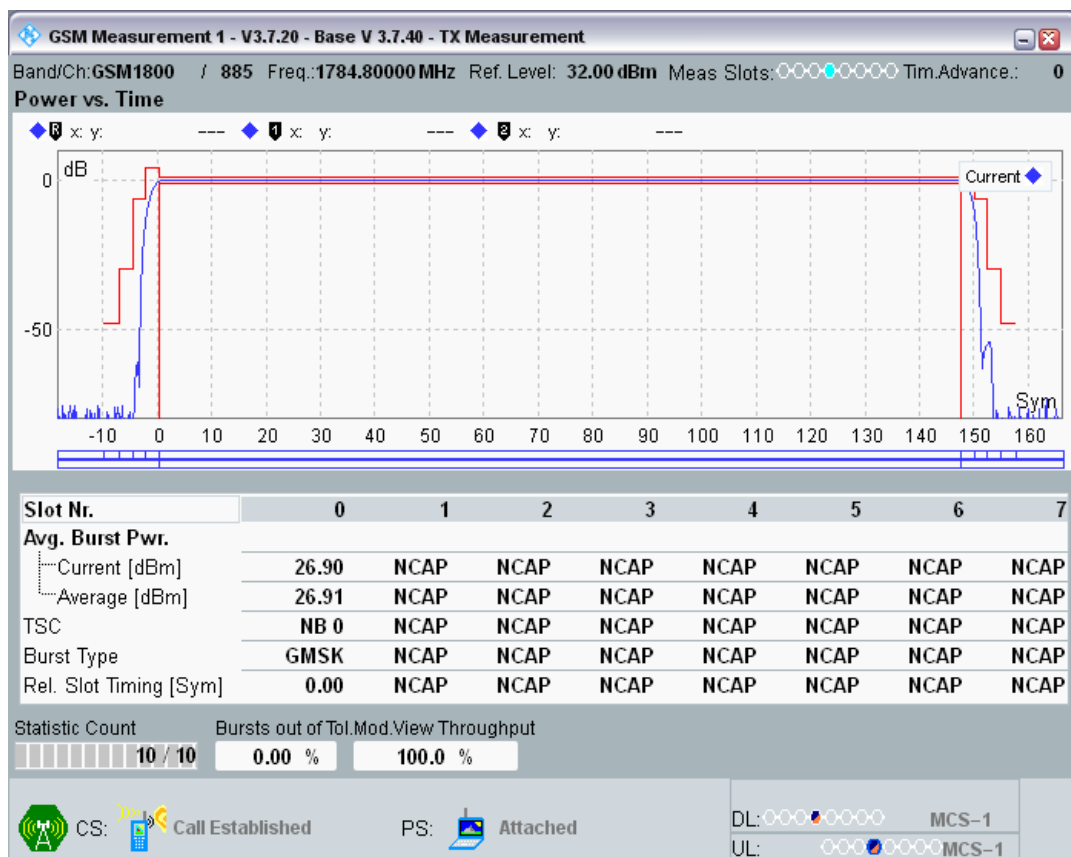 GSM Measurement 1 - V3.7.20 - Base V 3.7.40 - TX Measurement
Band/Ch:GSM1800 / 885 Freq.:1784.80000 MHz Ref. Level: 32.00 dBm Meas Slots: Tim.Advance.: 0
Power vs. Time
R x: y: --- 1 x: y: --- 2 x: y: ---
dB
Current
0
-50
Sym
-10 0 10 20 30 40 50 60 70 80 90 100 110 120 130 140 150 160
Slot Nr. 0 1 2 3 4 5 6 7
Avg. Burst Pwr.
Current [dBm] 26.90 NCAP NCAP NCAP NCAP NCAP NCAP NCAP
Average [dBm] 26.91 NCAP NCAP NCAP NCAP NCAP NCAP NCAP
TSC NB 0 NCAP NCAP NCAP NCAP NCAP NCAP NCAP
Burst Type GMSK NCAP NCAP NCAP NCAP NCAP NCAP NCAP
Rel. Slot Timing [Sym] 0.00 NCAP NCAP NCAP NCAP NCAP NCAP NCAP
Statistic Count Bursts out of Tol. Mod.View Throughput
10 / 10 0.00 % 100.0 %
CS: Call Established PS: Attached
DL: MCS-1
UL: MCS-1